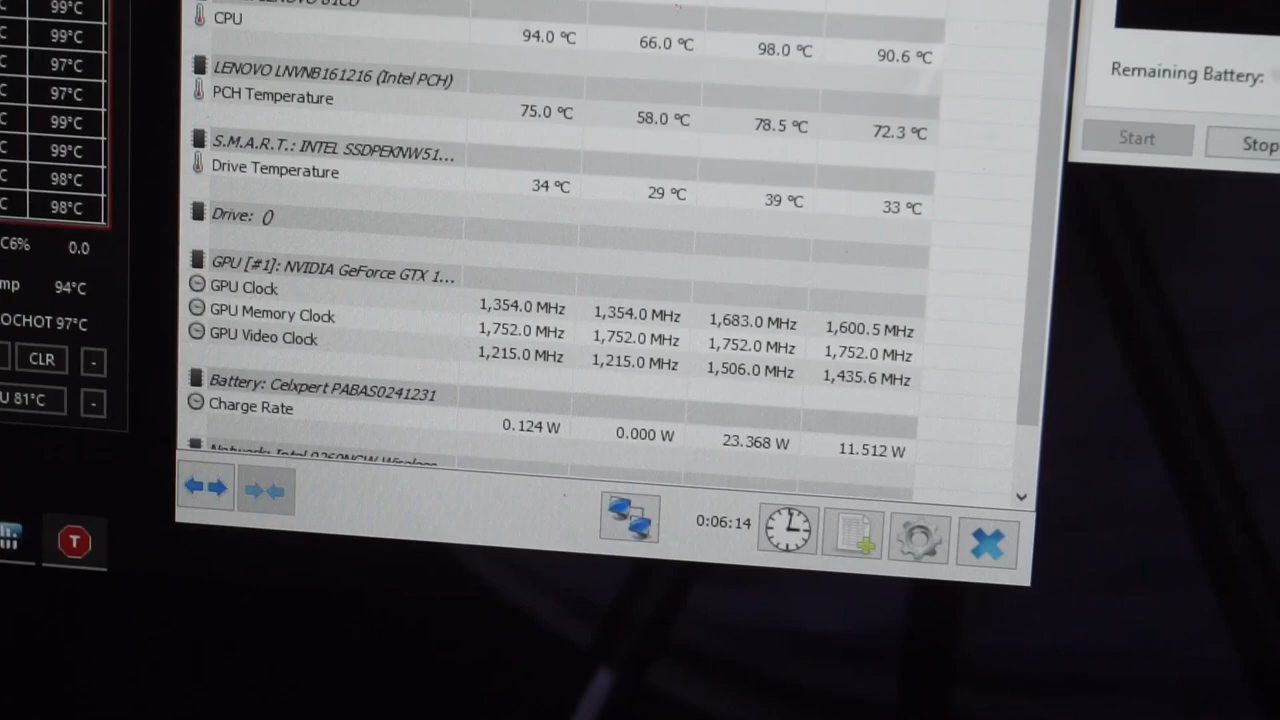 99°C
99°C
97°C
97°C
99°C
99°C
98°C
98°C
C6% 0.0
mp 94°C
OCHOT 97°C
CLR -
U 81°C -
CPU 94.0 °C 66.0 °C 98.0 °C 90.6 °C
LENOVO LNVNB161216 (Intel PCH)
PCH Temperature 75.0 °C 58.0 °C 78.5 °C 72.3 °C
S.M.A.R.T.: INTEL SSDPEKNW51...
Drive Temperature 34 °C 29 °C 39 °C 33 °C
Drive: ()
GPU [#1]: NVIDIA GeForce GTX 1...
GPU Clock 1,354.0 MHz 1,354.0 MHz 1,683.0 MHz 1,600.5 MHz
GPU Memory Clock 1,752.0 MHz 1,752.0 MHz 1,752.0 MHz 1,752.0 MHz
GPU Video Clock 1,215.0 MHz 1,215.0 MHz 1,506.0 MHz 1,435.6 MHz
Battery: Celxpert PABAS0241231
Charge Rate 0.124 W 0.000 W 23.368 W 11.512 W
0:06:14
T
Remaining Battery:
Start Stop